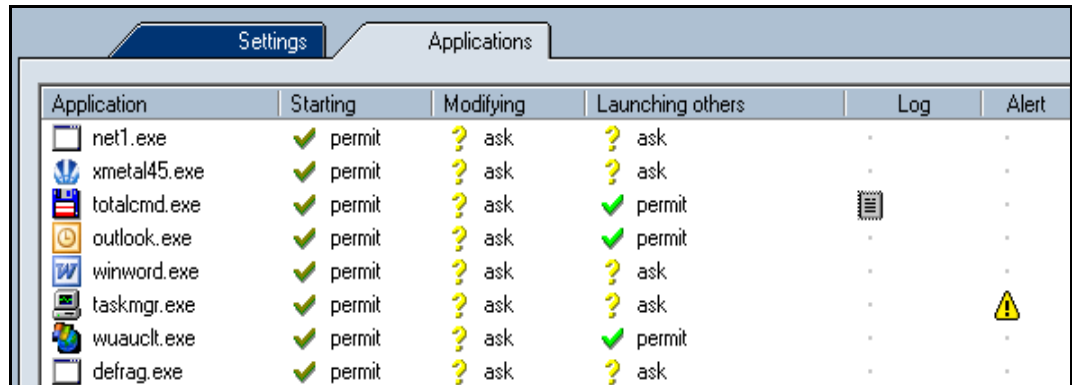 Settings Applications
Application Starting Modifying Launching others Log Alert
net1.exe permit ? ask ? ask
xmetal45.exe permit ? ask ? ask
totalcmd.exe permit ? ask permit
outlook.exe permit ? ask permit
winword.exe permit ? ask ? ask
taskmgr.exe permit ? ask ? ask
wuauclt.exe permit ? ask permit
defrag.exe permit ? ask ? ask